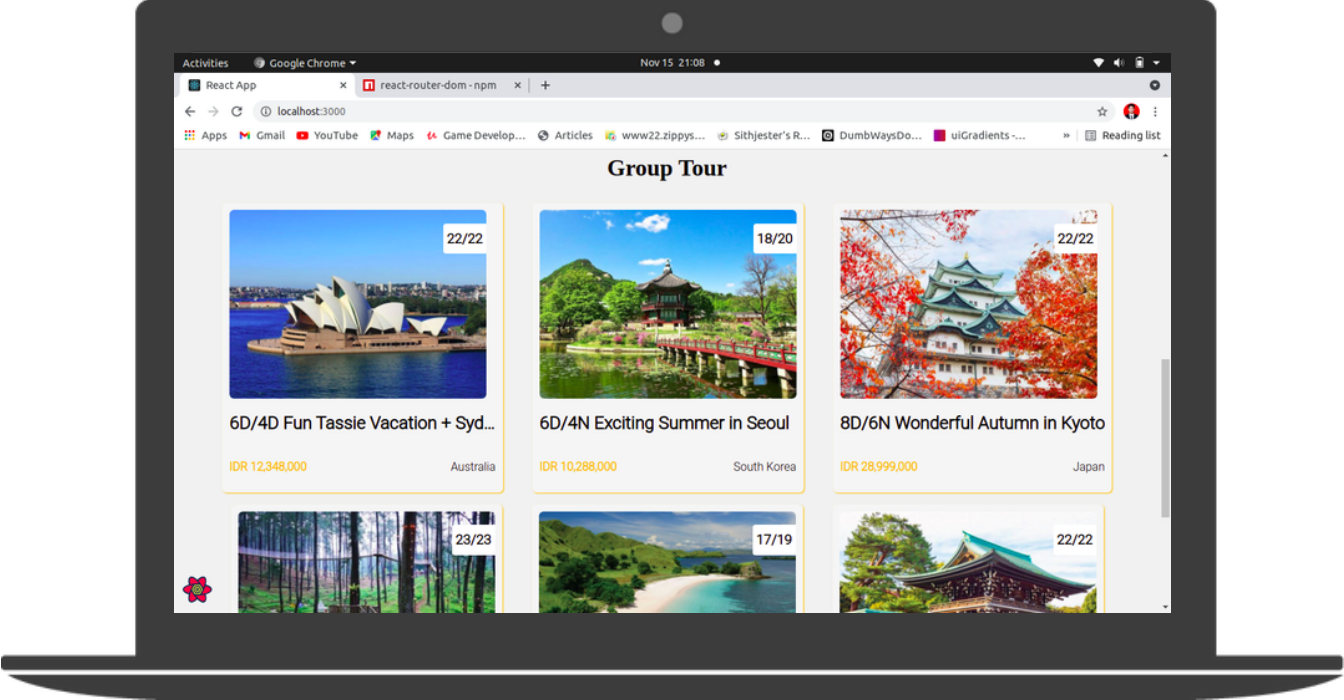 Activities Google Chrome Nov 15 21:08
React App react-router-dom - npm
localhost:3000
Apps Gmail YouTube Maps Game Develop... Articles www22.zippys... Sithjester's R... DumbWaysDo... uiGradients -... » Reading list
Group Tour
22/22 18/20 22/22
6D/4D Fun Tassie Vacation + Syd... 6D/4N Exciting Summer in Seoul 8D/6N Wonderful Autumn in Kyoto
IDR 12,348,000 Australia IDR 10,288,000 South Korea IDR 28,999,000 Japan
23/23 17/19 22/22